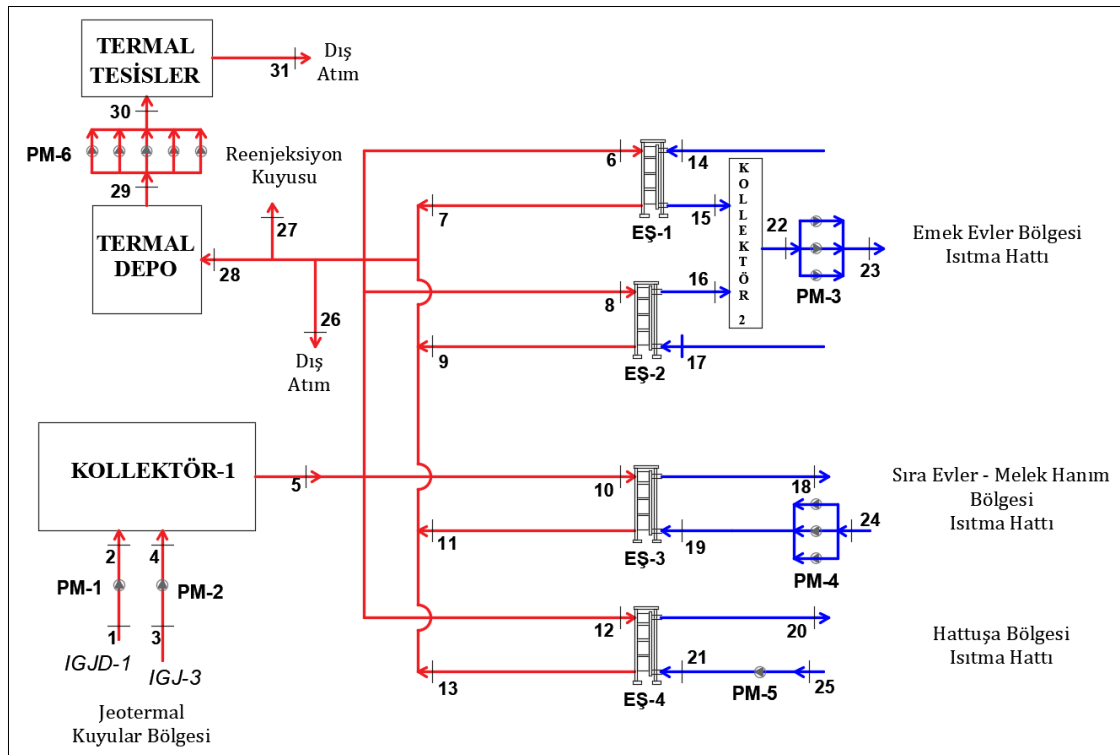 TERMAL
TESİSLER
31
Dış
Atım
30
PM-6
29
Reenjeksiyon
Kuyusu
27
TERMAL
DEPO
28
26
Dış
Atım
6
14
7
15
EŞ-1
KOLLEKTÖR 2
22
23
PM-3
Emek Evler Bölgesi
Isıtma Hattı
8
16
9
17
EŞ-2
KOLLEKTÖR-1
5
2
4
PM-1
PM-2
1
3
IGJD-1
IGJ-3
Jeotermal
Kuyular Bölgesi
10
18
11
19
EŞ-3
24
PM-4
Sıra Evler - Melek Hanım
Bölgesi
Isıtma Hattı
12
20
13
21
EŞ-4
PM-5
25
Hattuşa Bölgesi
Isıtma Hattı